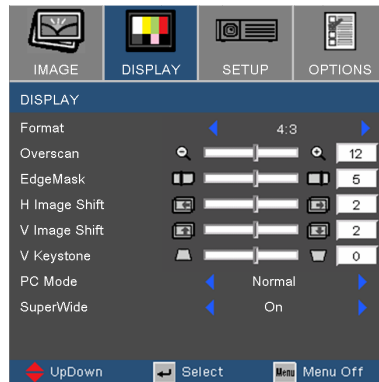 IMAGE DISPLAY SETUP OPTIONS
DISPLAY
Format 4:3
Overscan 12
EdgeMask 5
H Image Shift 2
V Image Shift 2
V Keystone 0
PC Mode Normal
SuperWide On
UpDown Select Menu Menu Off